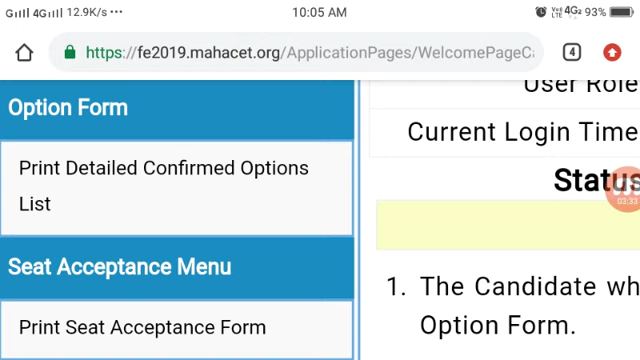 4G 12.9K/s ··· 10:05 AM VoLTE 4G2 93%
https://fe2019.mahacet.org/ApplicationPages/WelcomePageCa 4
Option Form
Print Detailed Confirmed Options
List
Seat Acceptance Menu
Print Seat Acceptance Form
User Role
Current Login Time
Status
03:33
1. The Candidate wh
Option Form.